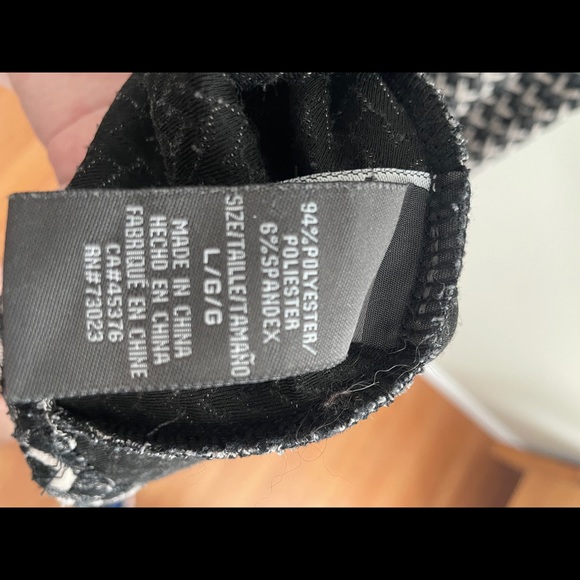 94%POLYESTER/
POLIESTER
6%SPANDEX
SIZE/TAILLE/TAMAÑO
L/G/G
MADE IN CHINA
HECHO EN CHINA
FABRIQUÉ EN CHINE
CA#45376
RN#73023